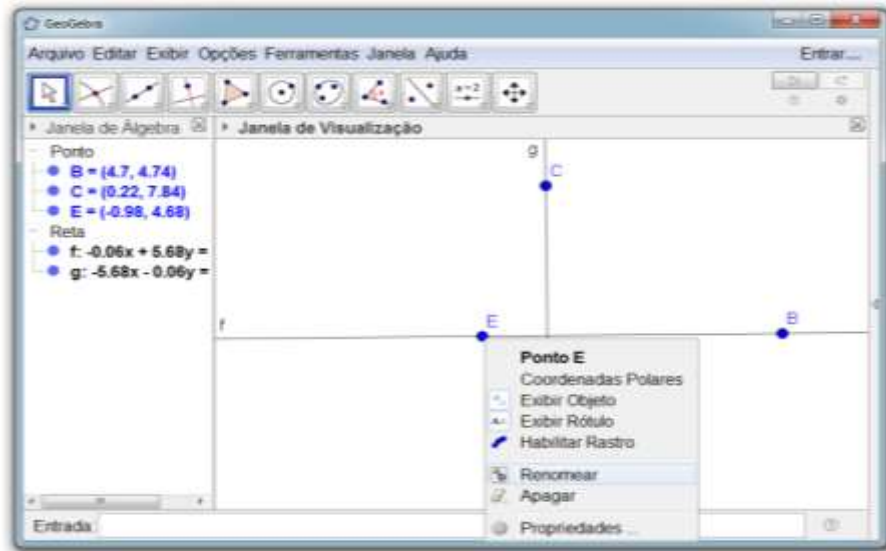 GeoGebra
Arquivo Editar Exibir Opções Ferramentas Janela Ajuda Entrar...
a=2
Janela de Álgebra
Janela de Visualização
Ponto
B = (4.7, 4.74)
C = (0.22, 7.84)
E = (-0.98, 4.68)
Reta
f: -0.06x + 5.68y =
g: -5.68x - 0.06y =
g
C
f
E
B
Ponto E
Coordenadas Polares
Exibir Objeto
Exibir Rótulo
Habilitar Rastro
Renomear
Apagar
Propriedades ...
Entrada: